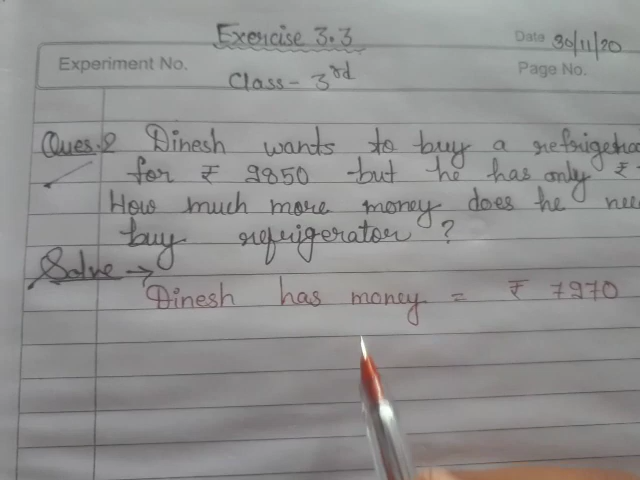 Exercise 3.3
Date 30/11/20
Experiment No.
Class - 3rd
Page No.
Ques. 2 Dinesh wants to buy a
for ₹ 9850 but he has only ₹
How much more money does he
buy refrigerator?
Solve →
Dinesh has money = ₹ 7970